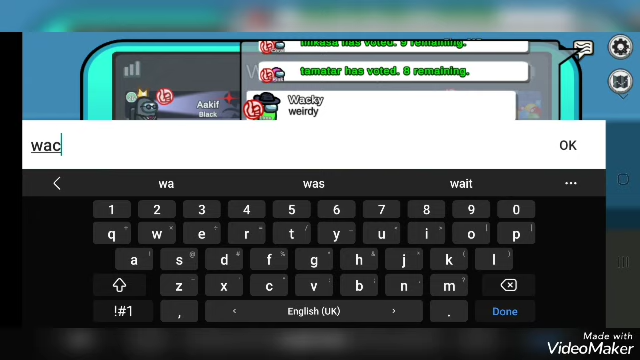 mikasa has voted. 9 remaining.
tamatar has voted. 8 remaining.
Aakif
Black
Wacky
weirdy
wac
OK
wa was wait
1 2 3 4 5 6 7 8 9 0
q w e r t y u i o p
a s d f g h j k l
z x c v b n m
!#1 , English (UK) . Done
Made with
VideoMaker